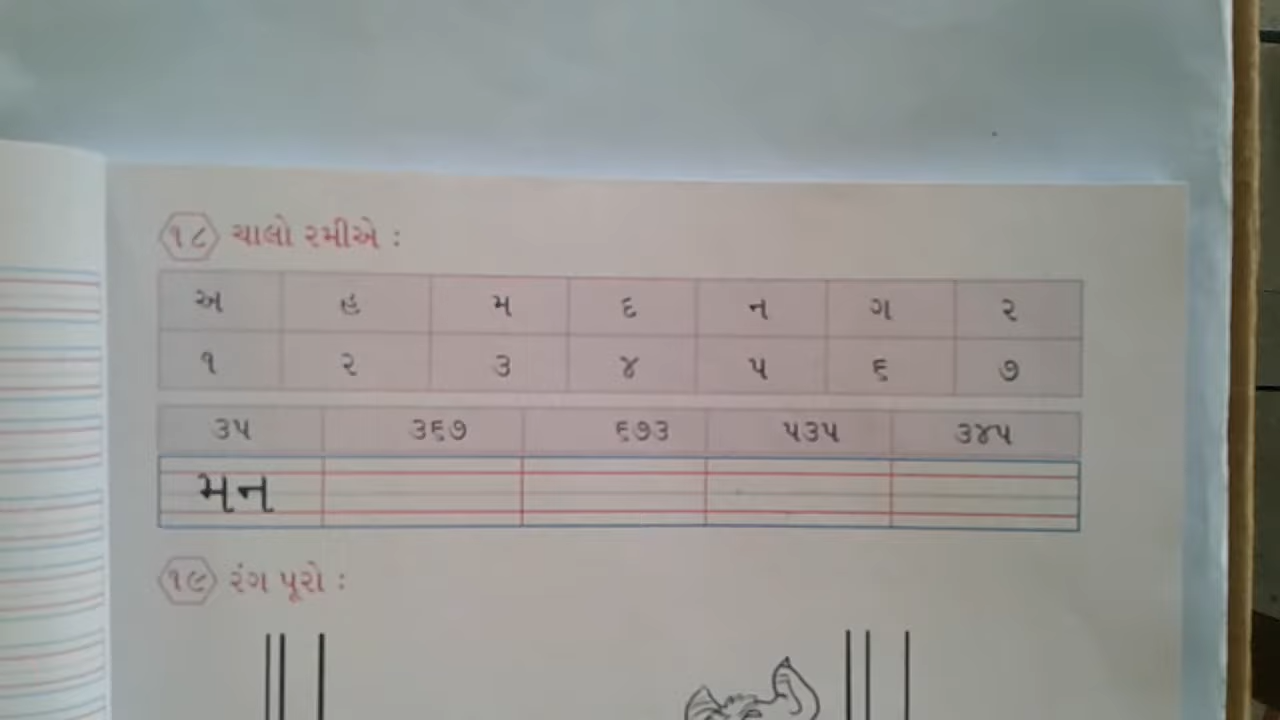 ૧૮ ચાલો રમીએ :
અ હ મ દ ન ગ ર
૧ ૨ ૩ ૪ ૫ ૬ ૭
૩૫ ૩૬૭ ૬૭૩ ૫૩૫ ૩૪૫
મન
૧૯ રંગ પૂરો :